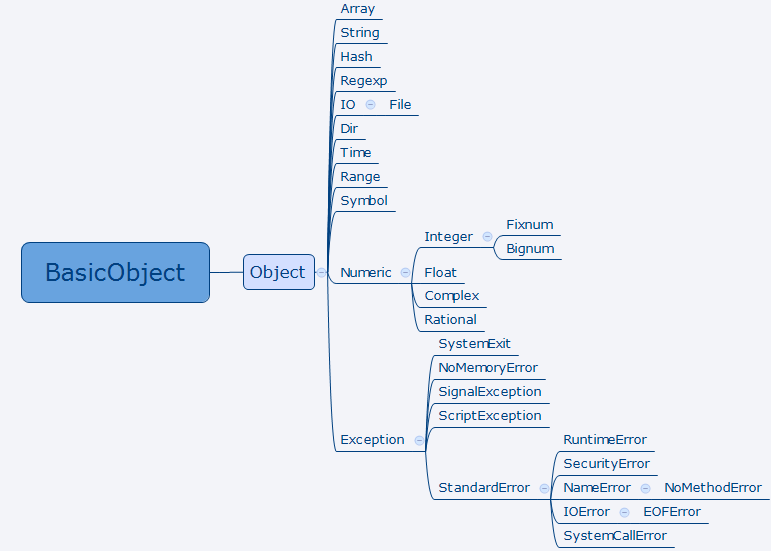 BasicObject
Object
Array
String
Hash
Regexp
IO
File
Dir
Time
Range
Symbol
Numeric
Integer
Fixnum
Bignum
Float
Complex
Rational
Exception
SystemExit
NoMemoryError
SignalException
ScriptException
StandardError
RuntimeError
SecurityError
NameError
NoMethodError
IOError
EOFError
SystemCallError